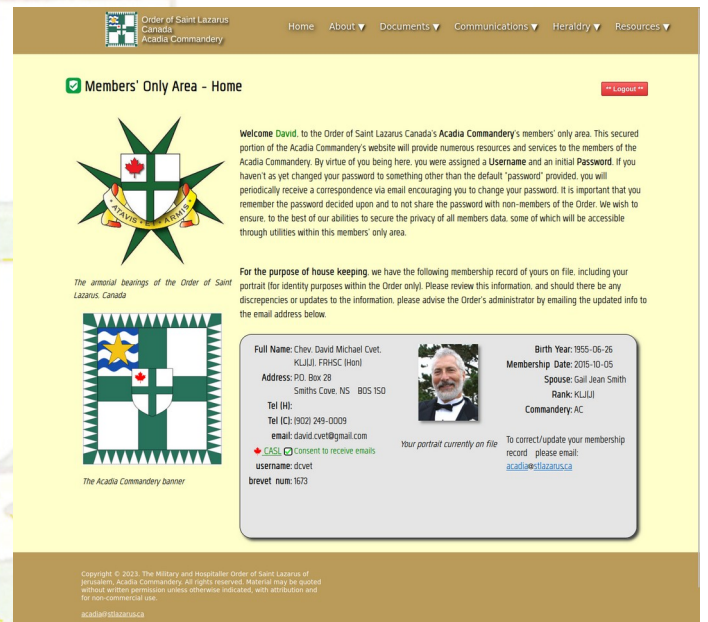 Order of Saint Lazarus
Canada
Acadia Commandery
Home About ▼ Documents ▼ Communications ▼ Heraldry ▼ Resources ▼
Members' Only Area - Home
** Logout **
Welcome David, to the Order of Saint Lazarus Canada's Acadia Commandery's members' only area. This secured
portion of the Acadia Commandery's website will provide numerous resources and services to the members of the
Acadia Commandery. By virtue of you being here, you were assigned a Username and an initial Password. If you
haven't as yet changed your password to something other than the default "password" provided, you will
periodically receive a correspondence via email encouraging you to change your password. It is important that you
remember the password decided upon and to not share the password with non-members of the Order. We wish to
ensure, to the best of our abilities to secure the privacy of all members data, some of which will be accessible
through utilities within this members' only area.
ATAVIS ET ARMIS
The armorial bearings of the Order of Saint
Lazarus, Canada
For the purpose of house keeping, we have the following membership record of yours on file, including your
portrait (for identity purposes within the Order only). Please review this information, and should there be any
discrepencies or updates to the information, please advise the Order's administrator by emailing the updated info to
the email address below.
Full Name: Chev. David Michael Cvet,
KLJ(J), FRHSC (Hon)
Address: P.O. Box 28
Smiths Cove, NS B0S 1S0
Tel (H):
Tel (C): (902) 249-0009
email: david.cvet@gmail.com
CASL Consent to receive emails
username: dcvet
brevet num: 1673
Your portrait currently on file
Birth Year: 1955-06-26
Membership Date: 2015-10-05
Spouse: Gail Jean Smith
Rank: KLJ(J)
Commandery: AC
To correct/update your membership
record please email:
acadia@stlazarus.ca
The Acadia Commandery banner
Copyright © 2023. The Military and Hospitaller Order of Saint Lazarus of
Jerusalem, Acadia Commandery. All rights reserved. Material may be quoted
without written permission unless otherwise indicated, with attribution and
for non-commercial use.
acadia@stlazarus.ca